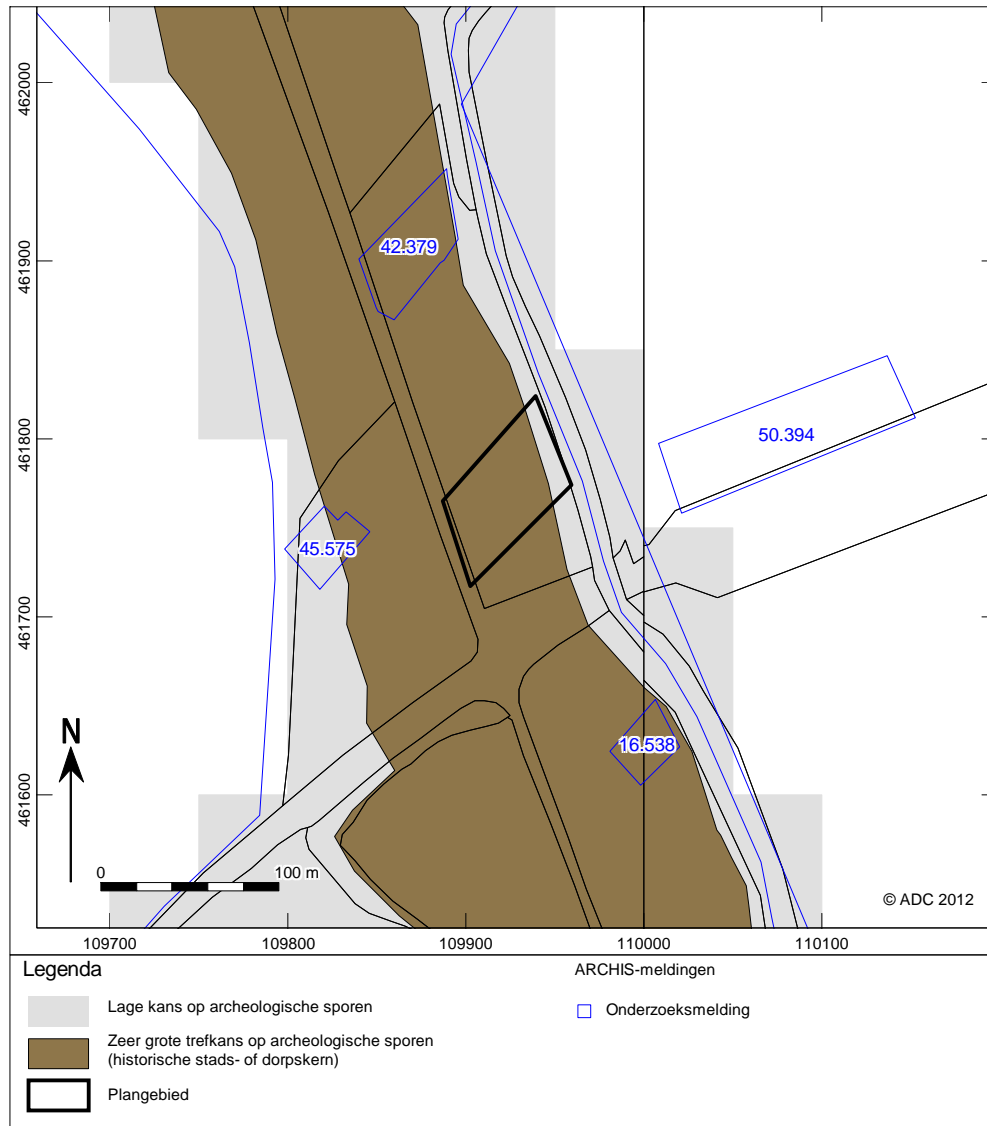 462000
461900
461800
461700
461600
42.379
50.394
45.575
16.538
N
0 100 m
© ADC 2012
109700 109800 109900 110000 110100
Legenda
Lage kans op archeologische sporen
Zeer grote trefkans op archeologische sporen
(historische stads- of dorpskern)
Plangebied
ARCHIS-meldingen
Onderzoeksmelding